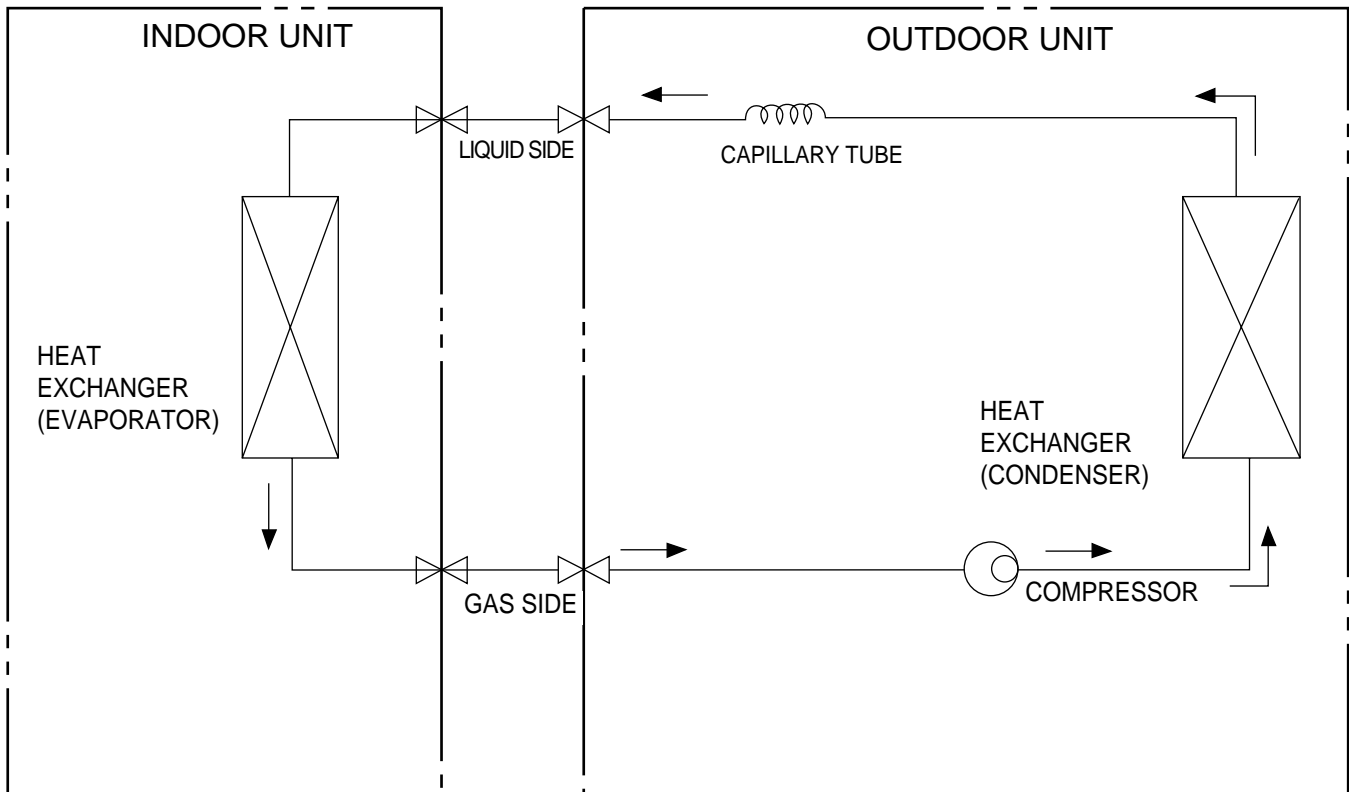 INDOOR UNIT
OUTDOOR UNIT
LIQUID SIDE
CAPILLARY TUBE
HEAT
EXCHANGER
(EVAPORATOR)
HEAT
EXCHANGER
(CONDENSER)
GAS SIDE
COMPRESSOR